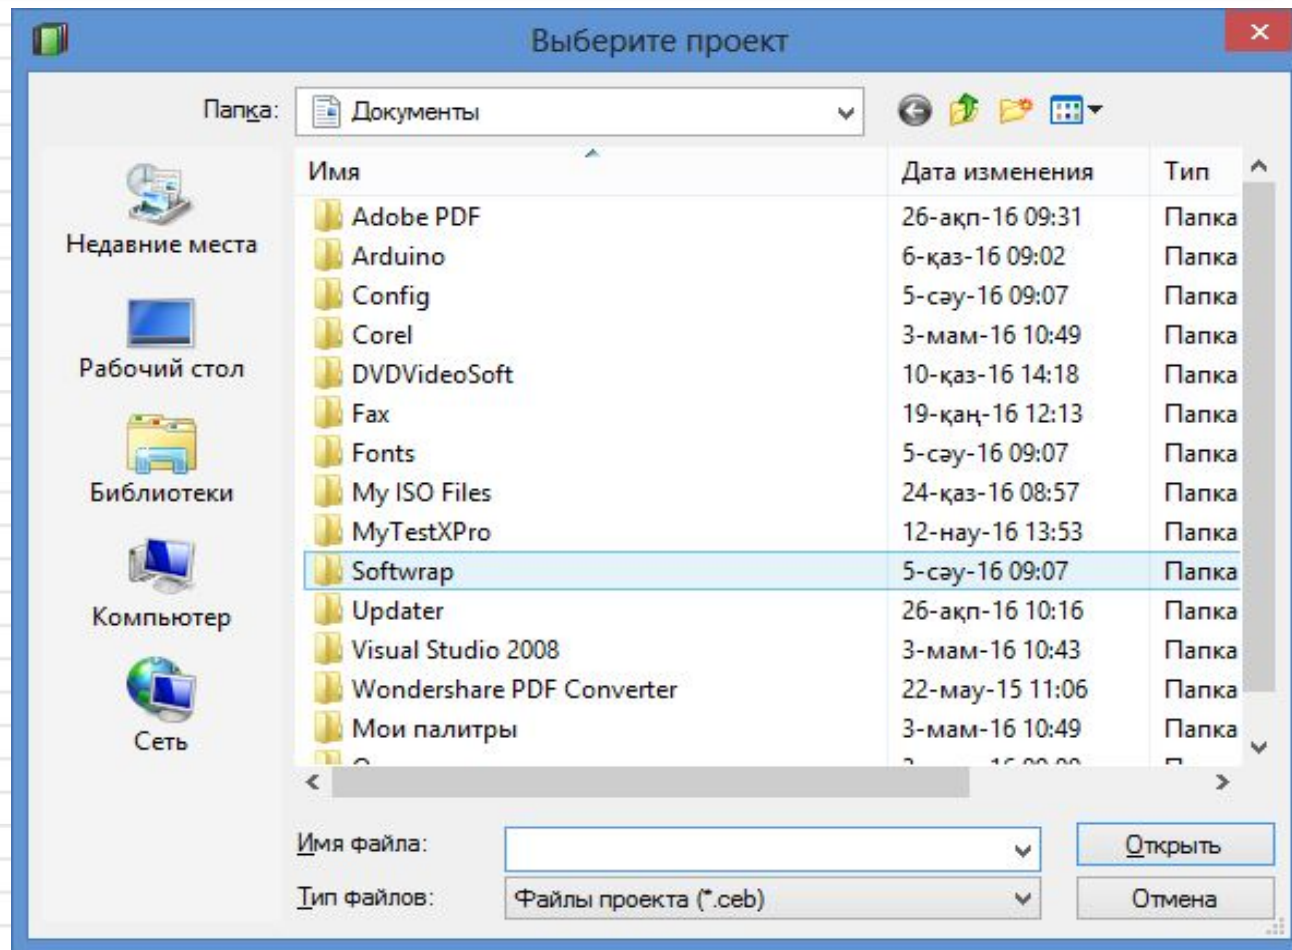 Выберите проект
Папка: Документы
Имя Дата изменения Тип
Adobe PDF 26-ақп-16 09:31 Папка
Arduino 6-қаз-16 09:02 Папка
Config 5-сәу-16 09:07 Папка
Corel 3-мам-16 10:49 Папка
DVDVideoSoft 10-қаз-16 14:18 Папка
Fax 19-қаң-16 12:13 Папка
Fonts 5-сәу-16 09:07 Папка
My ISO Files 24-қаз-16 08:57 Папка
MyTestXPro 12-нау-16 13:53 Папка
Softwrap 5-сәу-16 09:07 Папка
Updater 26-ақп-16 10:16 Папка
Visual Studio 2008 3-мам-16 10:43 Папка
Wondershare PDF Converter 22-мау-15 11:06 Папка
Мои палитры 3-мам-16 10:49 Папка
Недавние места
Рабочий стол
Библиотеки
Компьютер
Сеть
Имя файла:
Открыть
Тип файлов: Файлы проекта (*.ceb)
Отмена